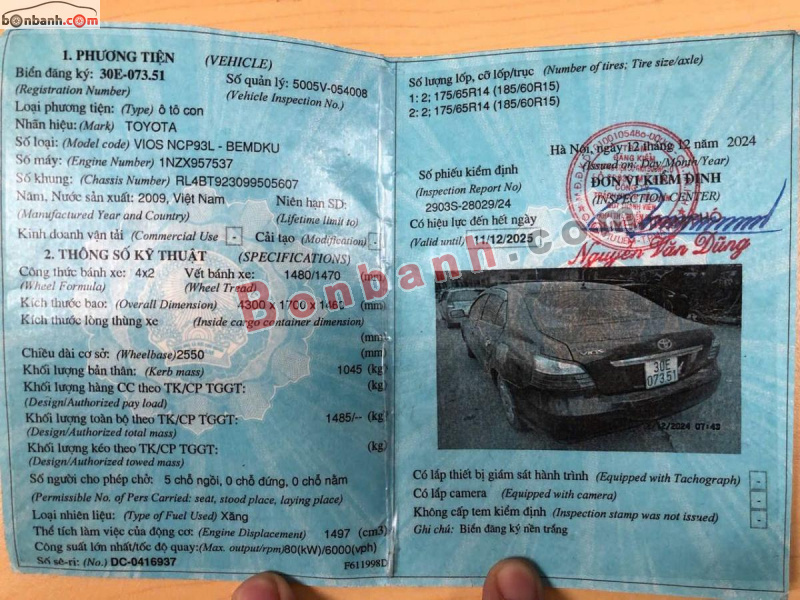 bonbanh.com
1. PHƯƠNG TIỆN (VEHICLE)
Biển đăng ký: 30E-073.51
(Registration Number)
Số quản lý: 5005V-054008
(Vehicle Inspection No.)
Loại phương tiện: (Type) ô tô con
Nhãn hiệu: (Mark) TOYOTA
Số loại: (Model code) VIOS NCP93L - BEMDKU
Số máy: (Engine Number) 1NZX957537
Số khung: (Chassis Number) RL4BT923099505607
Năm, Nước sản xuất: 2009, Việt Nam
(Manufactured Year and Country)
Niên hạn SD:
(Lifetime limit to)
Kinh doanh vận tải (Commercial Use) - Cải tạo (Modification) -
2. THÔNG SỐ KỸ THUẬT (SPECIFICATIONS)
Công thức bánh xe: 4x2 Vết bánh xe: 1480/1470 (mm)
(Wheel Formula) (Wheel Tread)
Kích thước bao: (Overall Dimension) 4300 x 1700 x 1460 (mm)
Kích thước lòng thùng xe (Inside cargo container dimension)
(mm)
Chiều dài cơ sở: (Wheelbase) 2550 (mm)
Khối lượng bản thân: (Kerb mass) 1045 (kg)
Khối lượng hàng CC theo TK/CP TGGT: (kg)
(Design/Authorized pay load)
Khối lượng toàn bộ theo TK/CP TGGT: 1485/-- (kg)
(Design/Authorized total mass)
Khối lượng kéo theo TK/CP TGGT: (kg)
(Design/Authorized towed mass)
Số người cho phép chở: 5 chỗ ngồi, 0 chỗ đứng, 0 chỗ nằm
(Permissible No. of Pers Carried: seat, stood place, laying place)
Loại nhiên liệu: (Type of Fuel Used) Xăng
Thể tích làm việc của động cơ: (Engine Displacement) 1497 (cm3)
Công suất lớn nhất/tốc độ quay:(Max. output/rpm)80(kW)/6000(vph)
Số sê-ri: (No.) DC-0416937 F611998D
Số lượng lốp, cỡ lốp/trục (Number of tires; Tire size/axle)
1: 2; 175/65R14 (185/60R15)
2: 2; 175/65R14 (185/60R15)
Hà Nội, ngày 12 tháng 12 năm 2024
(Issued on: Day/Month/Year)
Số phiếu kiểm định
(Inspection Report No)
2903S-28029/24
ĐƠN VỊ KIỂM ĐỊNH
(INSPECTION CENTER)
Có hiệu lực đến hết ngày
(Valid until) 11/12/2025
Nguyễn Văn Dũng
Bonbanh.com
TOYOTA
30E
07351
/12/2024 07:43
Có lắp thiết bị giám sát hành trình (Equipped with Tachograph) -
Có lắp camera (Equipped with camera) -
Không cấp tem kiểm định (Inspection stamp was not issued) -
Ghi chú: Biển đăng ký nền trắng